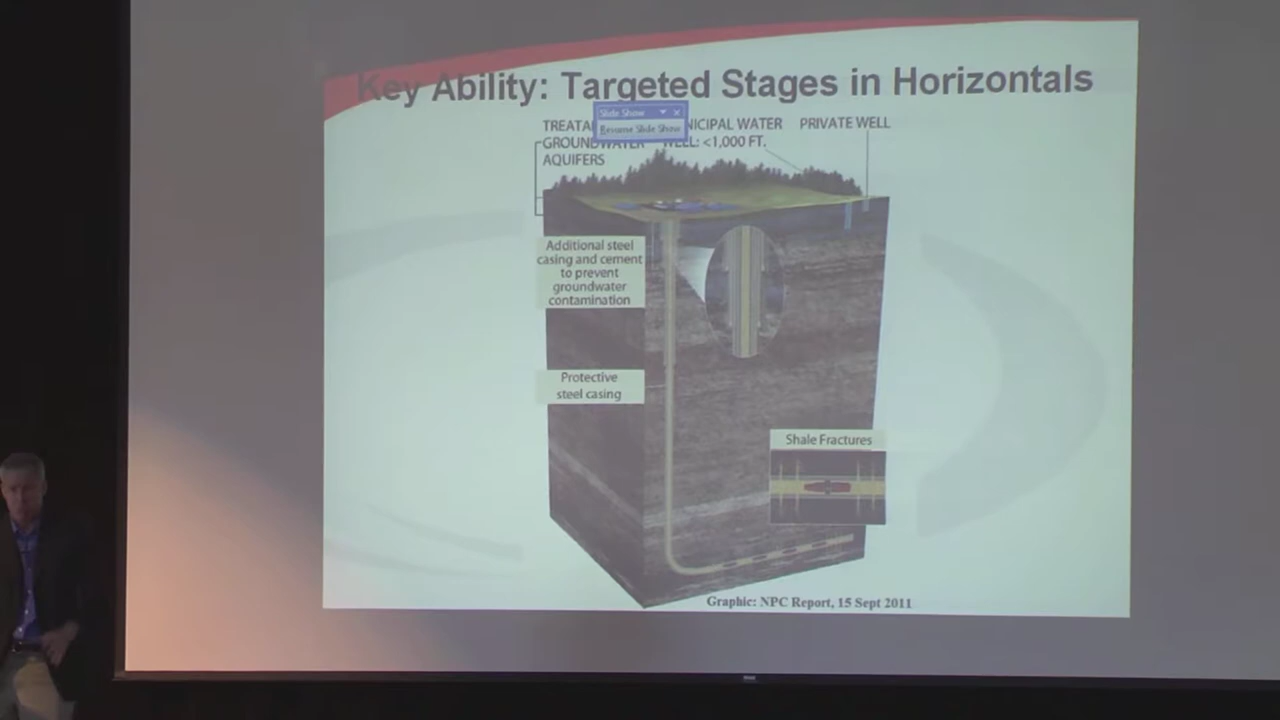 Key Ability: Targeted Stages in Horizontals
Slide Show
Resume Slide Show
NICIPAL WATER
WELL: <1,000 FT.
PRIVATE WELL
GROUNDWATER
AQUIFERS
Additional steel
casing and cement
to prevent
groundwater
contamination
Protective
steel casing
Shale Fractures
Graphic: NPC Report, 15 Sept 2011